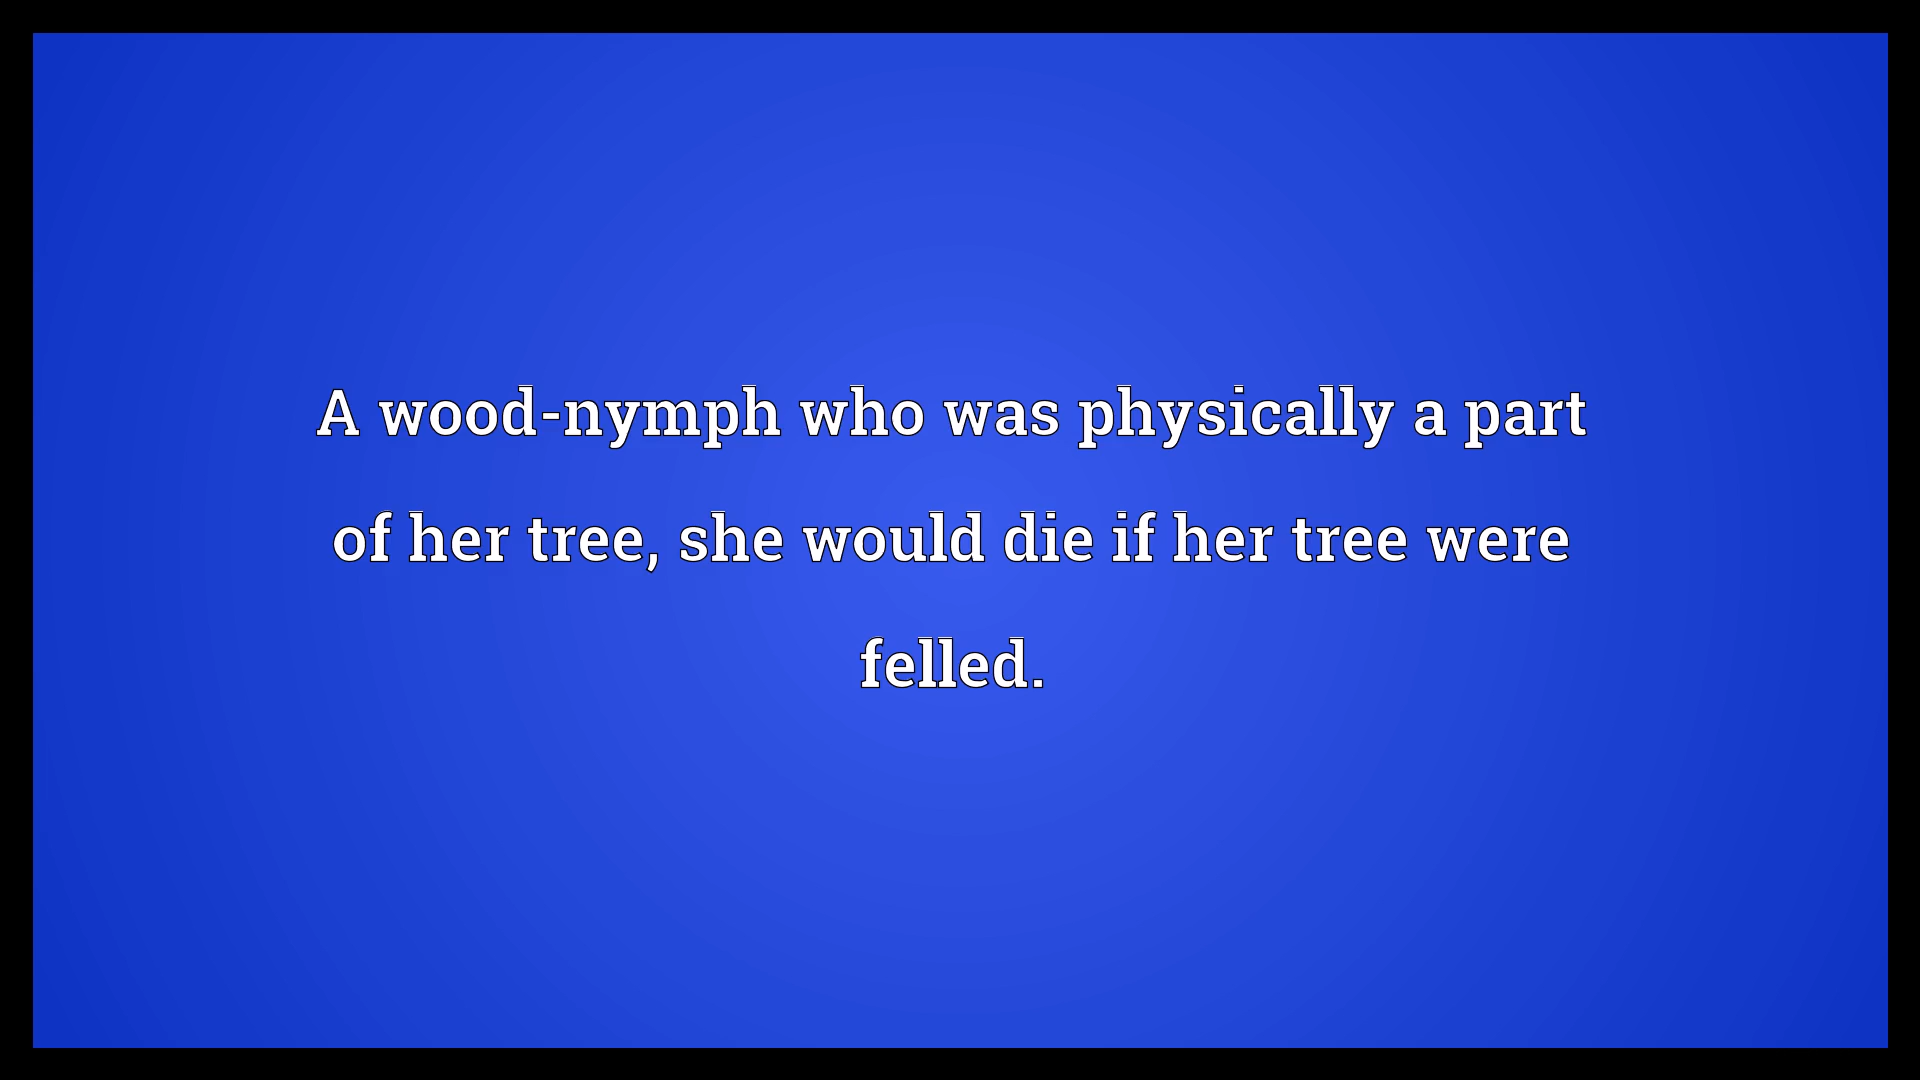 A wood-nymph who was physically a part
of her tree, she would die if her tree were
felled.